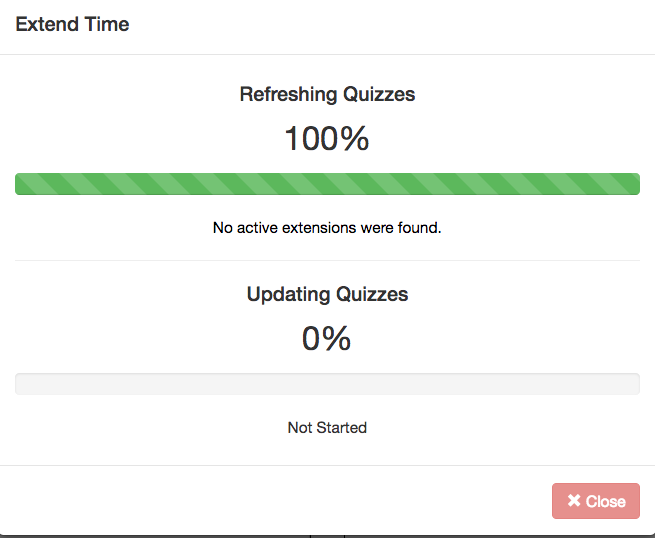 Extend Time
Refreshing Quizzes
100%
No active extensions were found.
Updating Quizzes
0%
Not Started
Close